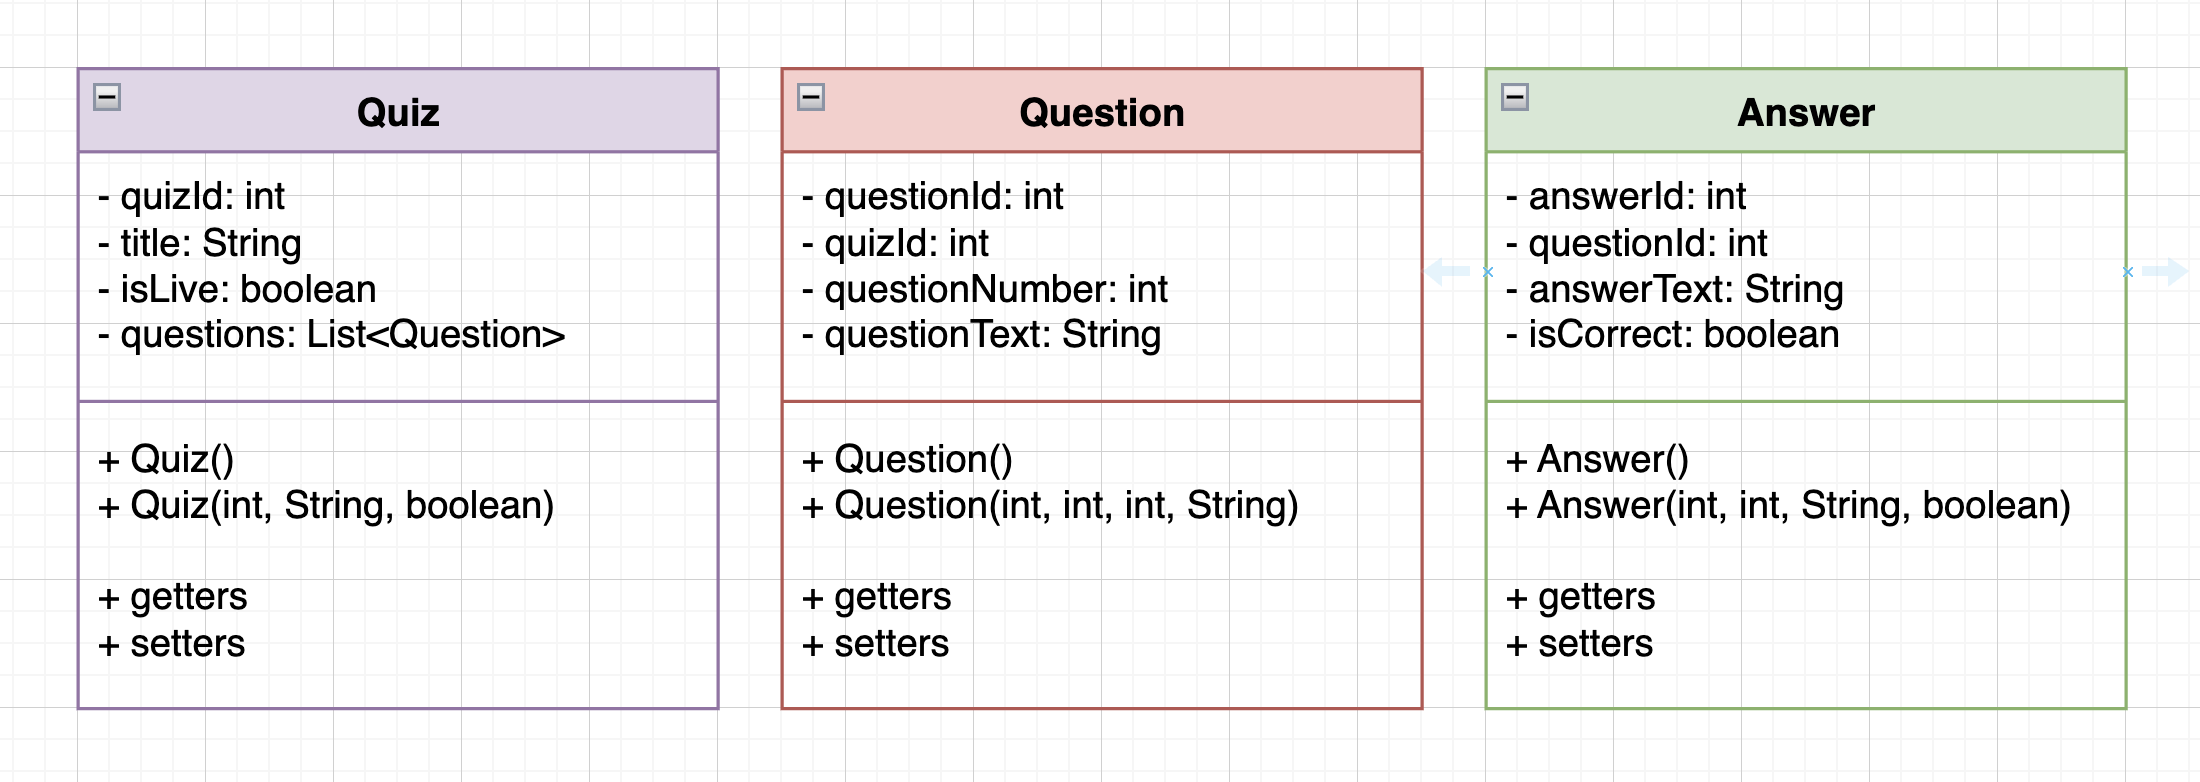 Quiz
- quizId: int
- title: String
- isLive: boolean
- questions: List<Question>
+ Quiz()
+ Quiz(int, String, boolean)
+ getters
+ setters
Question
- questionId: int
- quizId: int
- questionNumber: int
- questionText: String
+ Question()
+ Question(int, int, int, String)
+ getters
+ setters
Answer
- answerId: int
- questionId: int
- answerText: String
- isCorrect: boolean
+ Answer()
+ Answer(int, int, String, boolean)
+ getters
+ setters